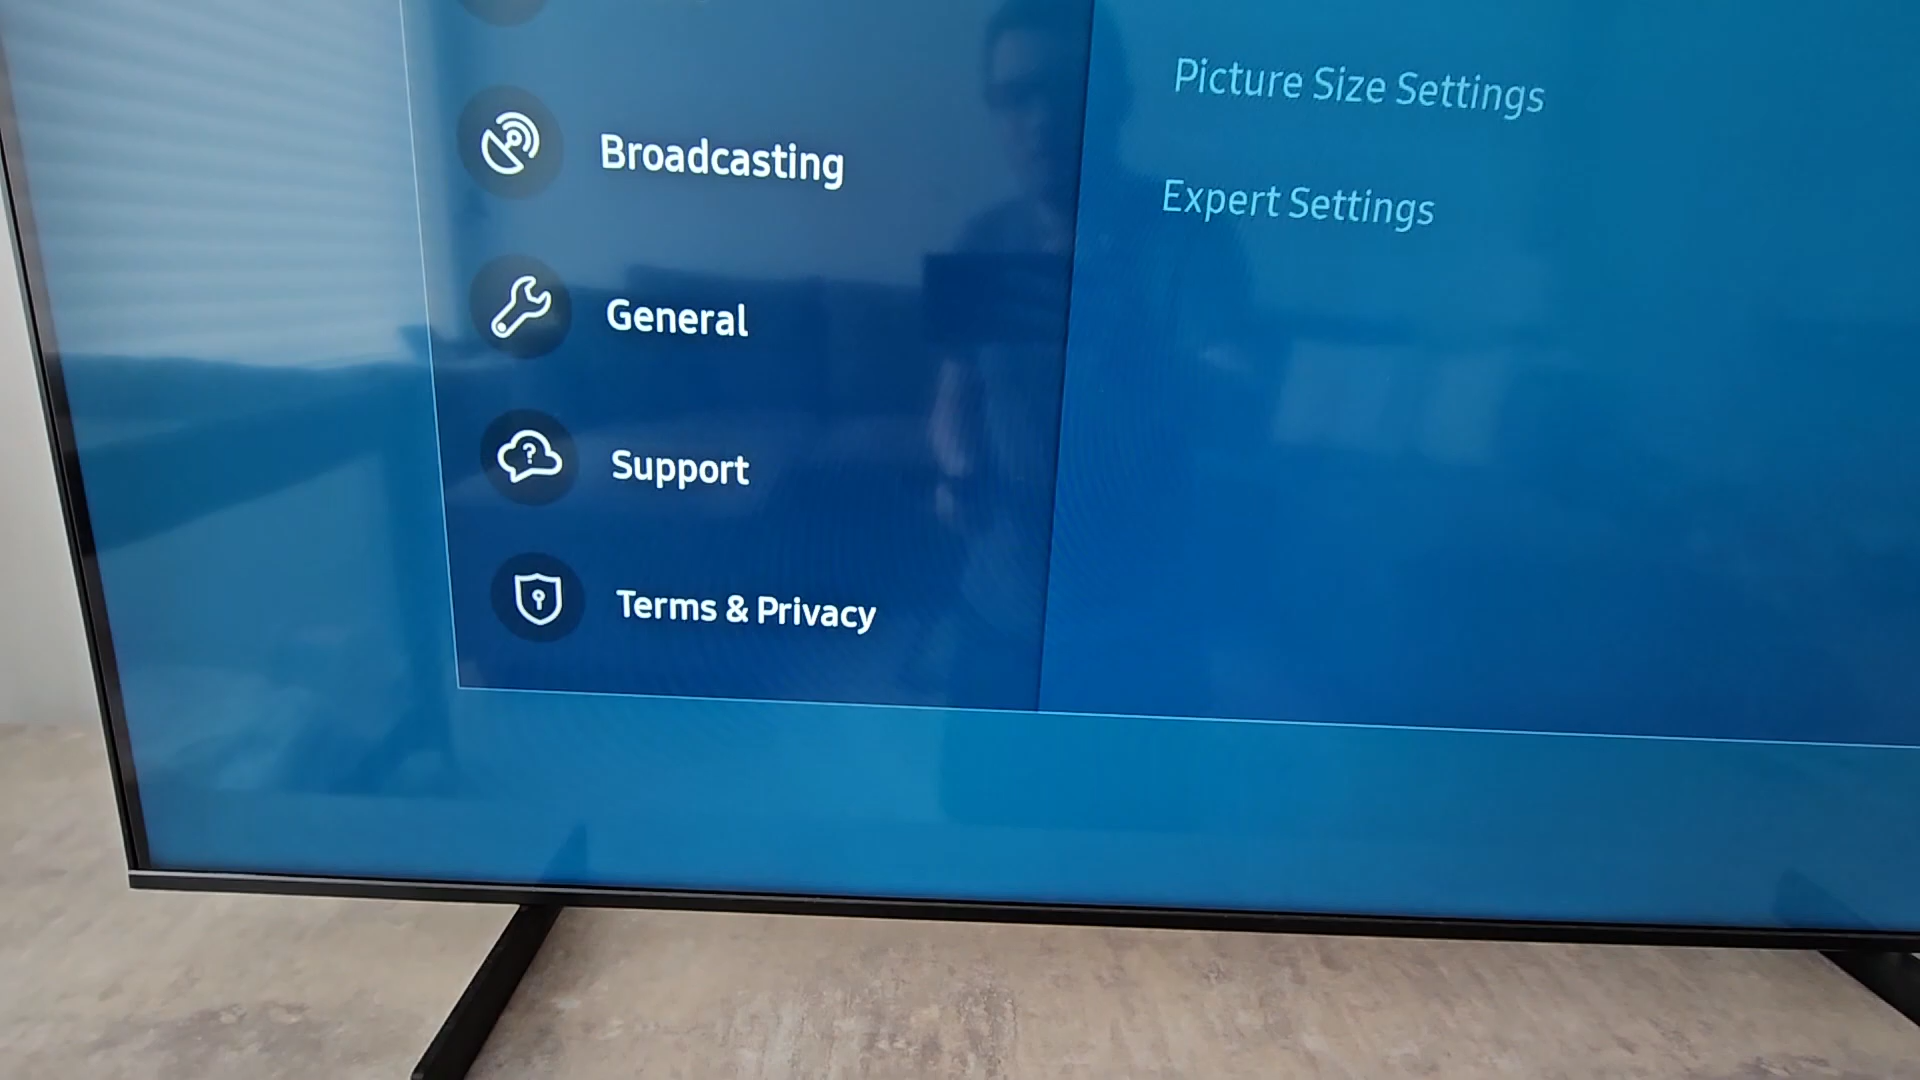 Broadcasting
General
Support
Terms & Privacy
Picture Size Settings
Expert Settings